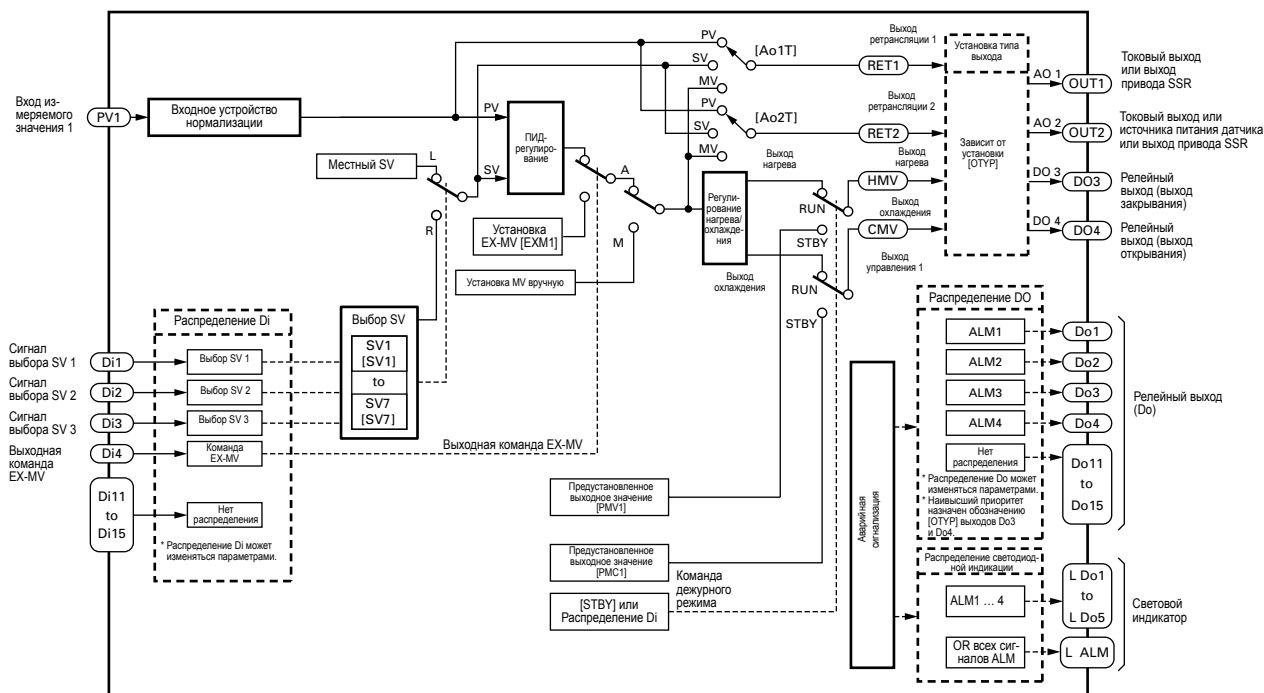 Вход из-
меряемого
значения 1
PV1
Входное устройство
нормализации
Местный SV
L
R
PV
SV
ПИД-
регулиро-
вание
Установка
EX-MV [EXM1]
Установка MV вручную
A
M
PV
SV
MV
[Ao1T]
PV
SV
MV
[Ao2T]
Выход
ретрансляции 1
RET1
Выход
ретрансляции 2
RET2
Выход
нагрева
Регули-
рование
нагрева/
охлажде-
ния
Выход
охлаждения
RUN
STBY
RUN
STBY
Выход
нагрева
HMV
Выход
охлаждения
CMV
Выход
управления 1
Установка типа
выхода
Зависит от
установки
[OTYP]
AO 1
OUT1
Токовый выход
или выход
привода SSR
AO 2
OUT2
Токовый выход или
источника питания датчика
или выход привода SSR
DO 3
DO3
Релейный
выход (выход
закрывания)
DO 4
DO4
Релейный
выход (выход
открывания)
Сигнал
выбора SV 1
Di1
Сигнал
выбора SV 2
Di2
Сигнал
выбора SV 3
Di3
Выходная
команда
EX-MV
Di4
Di11
to
Di15
Распределение Di
Выбор SV 1
Выбор SV 2
Выбор SV 3
Команда
EX-MV
Нет
распределения
* Распределение Di может
изменяться параметрами.
Выбор SV
SV1
[SV1]
to
SV7
[SV7]
Выходная команда EX-MV
Предустановленное
выходное значение
[PMV1]
Предустановленное
выходное значение
[PMC1]
[STBY] или
Распределение Di
Команда
дежурного
режима
Аварийная
сигнализация
Распределение DO
ALM1
ALM2
ALM3
ALM4
Нет
распределения
* Распределение Do может
изменяться параметрами.
* Наивысший приоритет
назначен обозначению
[OTYP] выходов Do3
и Do4.
Do1
Do2
Do3
Do4
Do11
to
Do15
Релейный выход
(Do)
Распределение светодиод-
ной индикации
ALM1 ... 4
OR всех сиг-
налов ALM
L Do1
to
L Do5
L ALM
Световой
индикатор